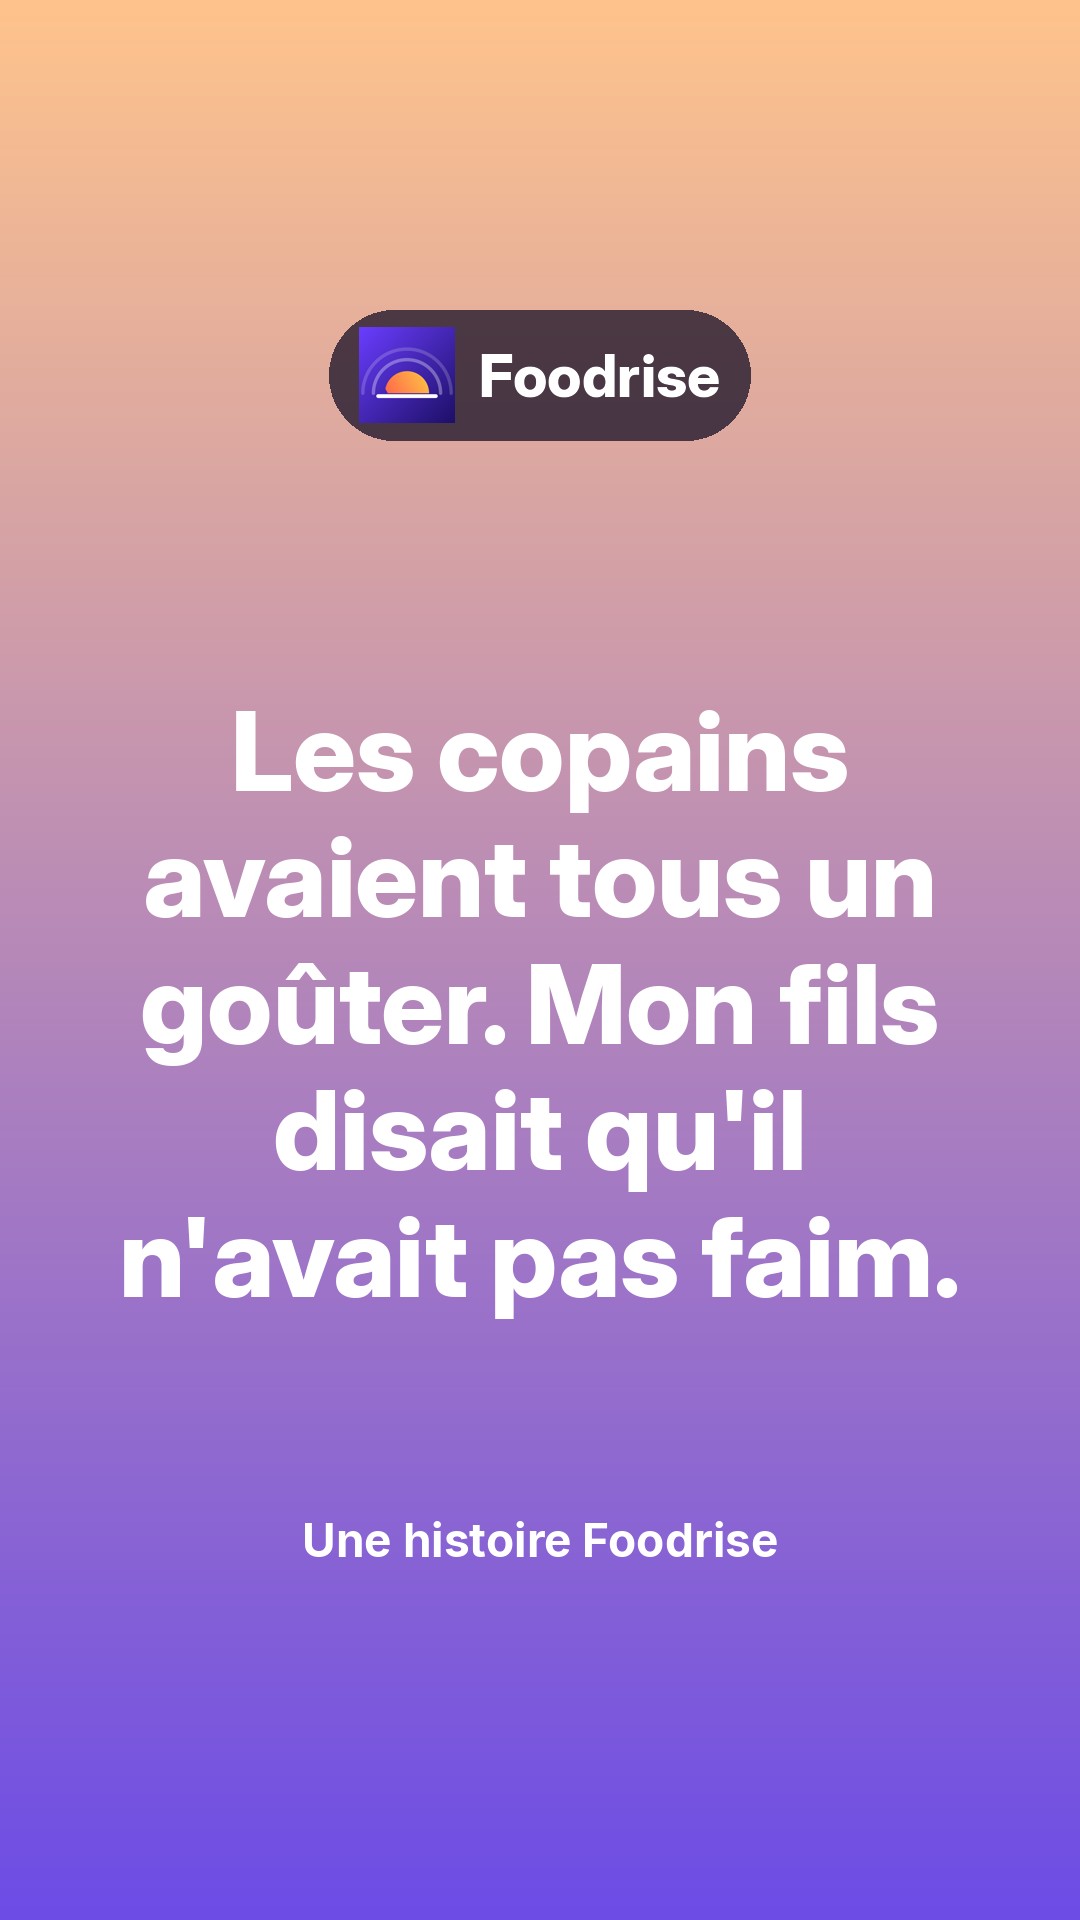 Foodrise
Les copains
avaient tous un
goûter. Mon fils
disait qu'il
n'avait pas faim.
Une histoire Foodrise